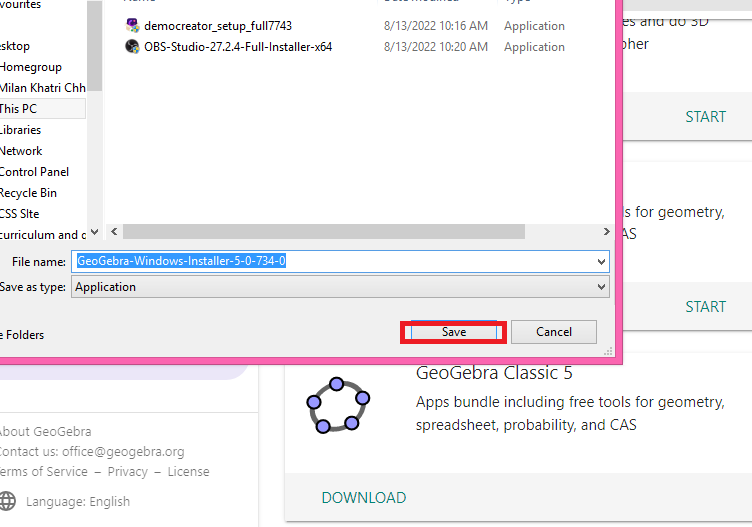 avourites
democreator_setup_full7743 8/13/2022 10:16 AM Application
OBS-Studio-27.2.4-Full-Installer-x64 8/13/2022 10:20 AM Application
esktop
Homegroup
Milan Khatri Chh
This PC
Libraries
Network
Control Panel
Recycle Bin
CSS SIte
curriculum and c
File name: GeoGebra-Windows-Installer-5-0-734-0
Save as type: Application
e Folders
Save
Cancel
es and do 3D
pher
START
ls for geometry,
CAS
START
GeoGebra Classic 5
Apps bundle including free tools for geometry,
spreadsheet, probability, and CAS
DOWNLOAD
About GeoGebra
Contact us: office@geogebra.org
Terms of Service – Privacy – License
Language: English